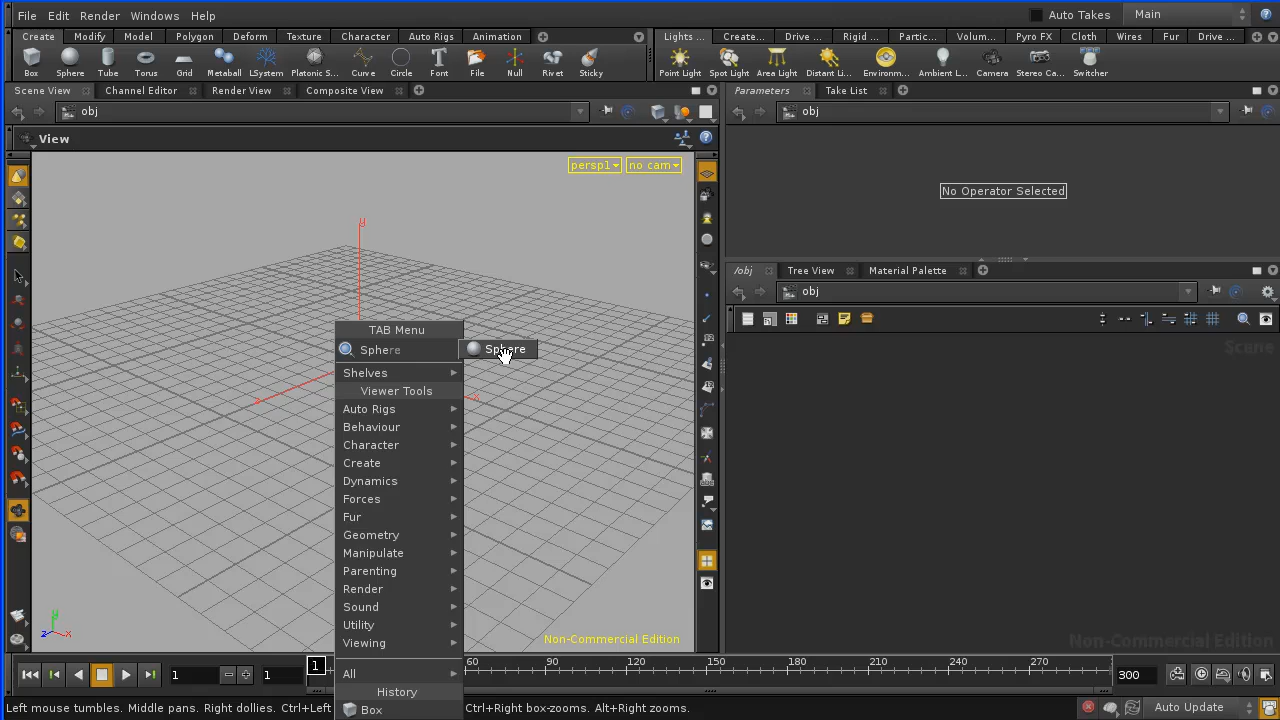 File Edit Render Windows Help Auto Takes Main
Create Modify Model Polygon Deform Texture Character Auto Rigs Animation Lights ... Create... Drive ... Rigid ... Partic... Volum... Pyro FX Cloth Wires Fur Drive ...
Box Sphere Tube Torus Grid Metaball LSystem Platonic S... Curve Circle Font File Null Rivet Sticky Point Light Spot Light Area Light Distant Li... Environm... Ambient L... Camera Stereo Ca... Switcher
Scene View Channel Editor Render View Composite View Parameters Take List
obj obj
View
persp1 no cam
No Operator Selected
y
/obj Tree View Material Palette
obj
TAB Menu
Sphere Sphere
Scene
Shelves
Viewer Tools
Auto Rigs
Behaviour
Character
Create
Dynamics
Forces
Fur
Geometry
Manipulate
Parenting
Render
Sound
Utility
Viewing
y
z x
Non-Commercial Edition Non-Commercial Edition
1 1 1 60 90 120 150 180 210 240 270 300
All
History
Box
Left mouse tumbles. Middle pans. Right dollies. Ctrl+Left Ctrl+Right box-zooms. Alt+Right zooms. Auto Update